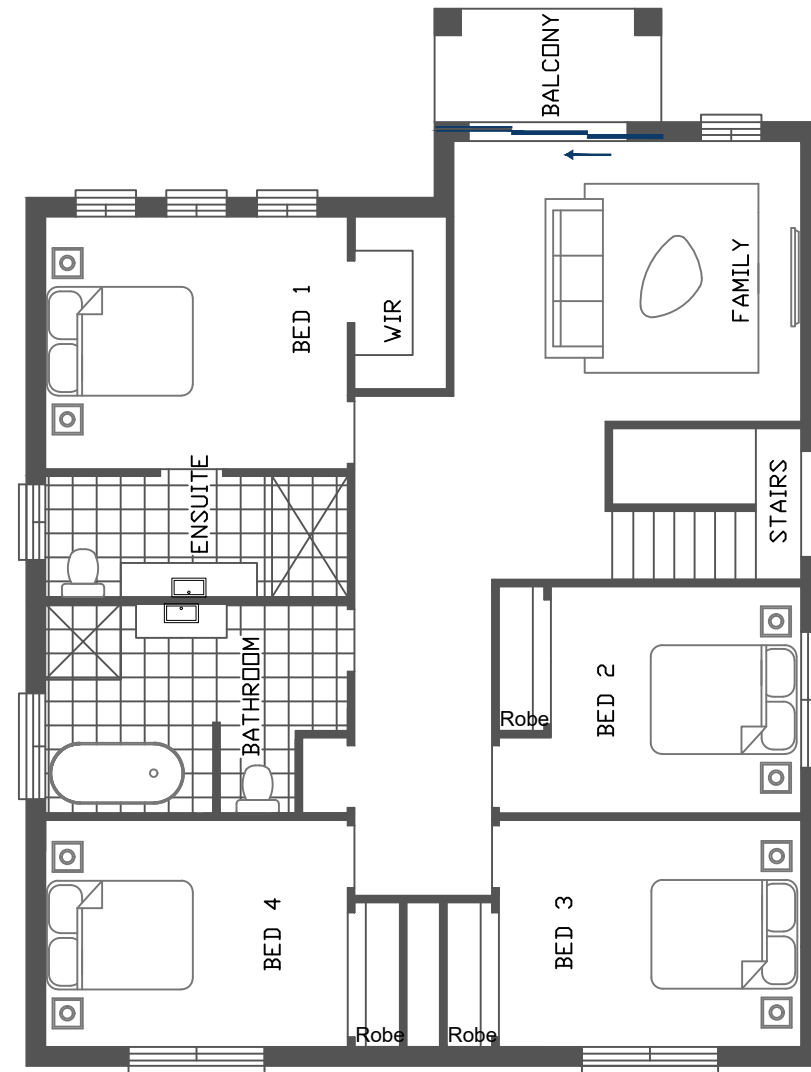 BALCONY
FAMILY
BED 1
WIR
ENSUITE
STAIRS
BATHROOM
BED 2
Robe
BED 4
BED 3
Robe
Robe